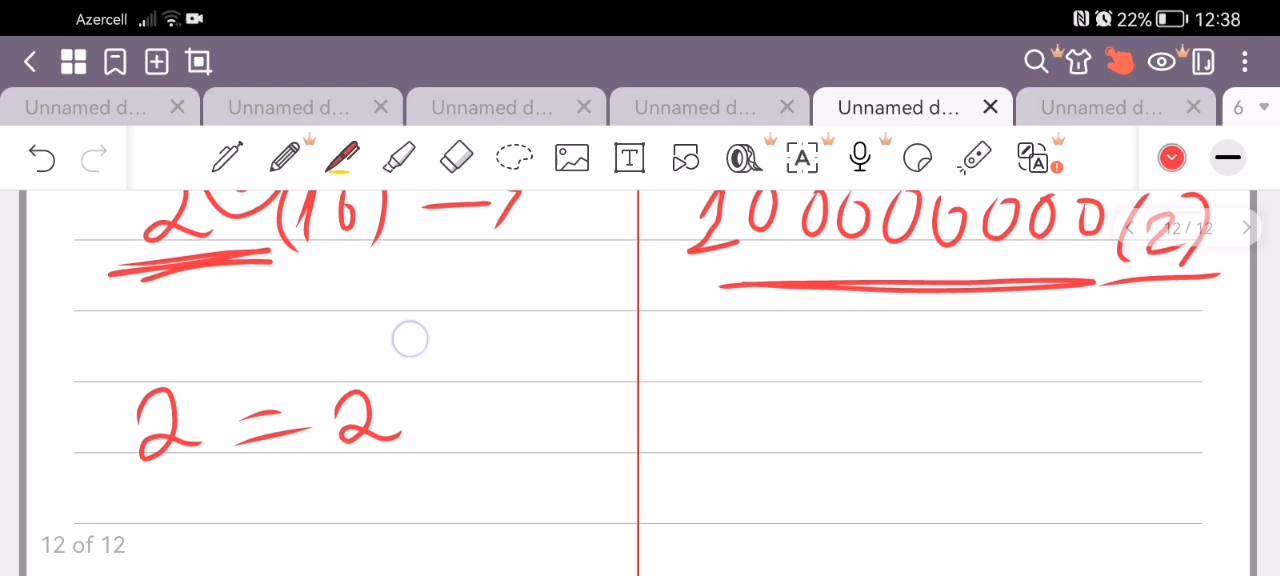 Azercell 22% 12:38
Unnamed d... Unnamed d... Unnamed d... Unnamed d... Unnamed d... Unnamed d... 6
T A A
(16) 100000000(2)
12 / 12
2 = 2
12 of 12